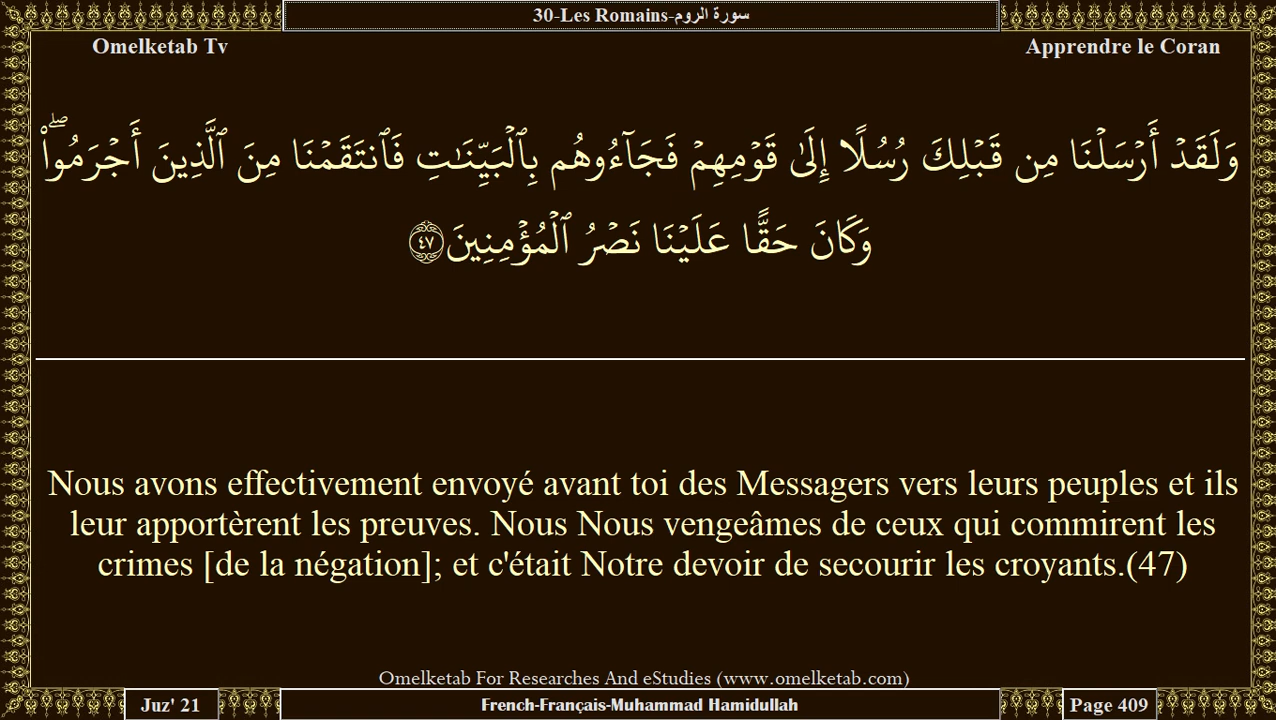 30-Les Romains-سورة الروم
Omelketab Tv
Apprendre le Coran
وَلَقَدْ أَرْسَلْنَا مِن قَبْلِكَ رُسُلًا إِلَىٰ قَوْمِهِمْ فَجَآءُوهُم بِٱلْبَيِّنَـٰتِ فَٱنتَقَمْنَا مِنَ ٱلَّذِينَ أَجْرَمُوا۟ ۖ
وَكَانَ حَقًّا عَلَيْنَا نَصْرُ ٱلْمُؤْمِنِينَ ٤٧
Nous avons effectivement envoyé avant toi des Messagers vers leurs peuples et ils
leur apportèrent les preuves. Nous Nous vengeâmes de ceux qui commirent les
crimes [de la négation]; et c'était Notre devoir de secourir les croyants.(47)
Omelketab For Researches And eStudies (www.omelketab.com)
Juz' 21
French-Français-Muhammad Hamidullah
Page 409